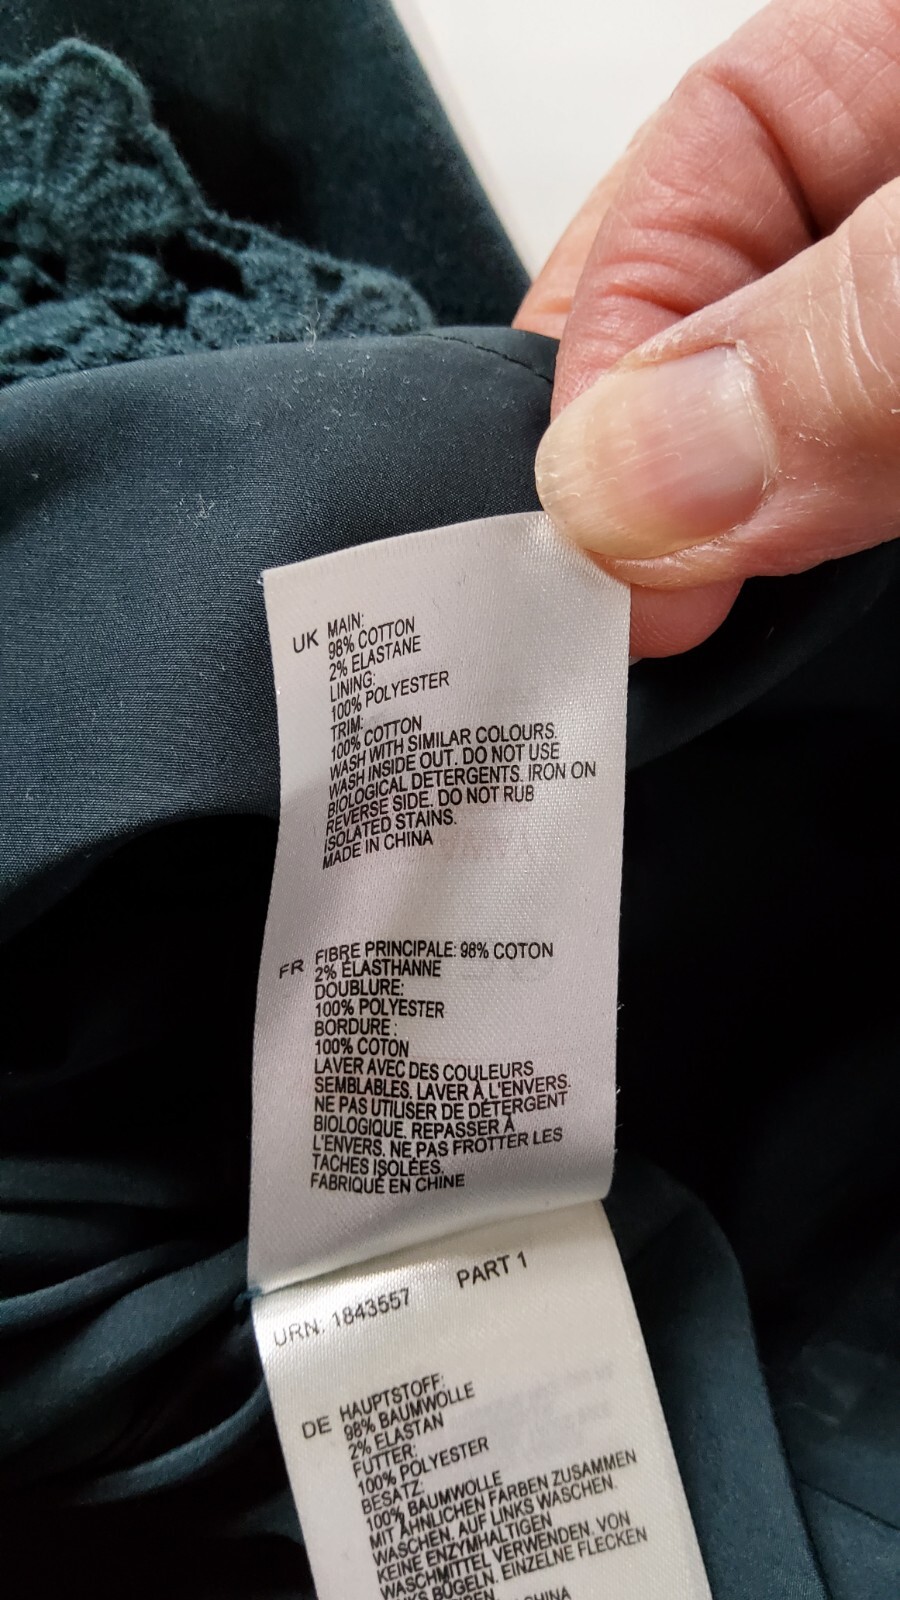 UK MAIN:
98% COTTON
2% ELASTANE
LINING:
100% POLYESTER
TRIM:
100% COTTON
WASH WITH SIMILAR COLOURS.
WASH INSIDE OUT. DO NOT USE
BIOLOGICAL DETERGENTS. IRON ON
REVERSE SIDE. DO NOT RUB
ISOLATED STAINS.
MADE IN CHINA
FR FIBRE PRINCIPALE: 98% COTON
2% ÉLASTHANNE
DOUBLURE:
100% POLYESTER
BORDURE :
100% COTON
LAVER AVEC DES COULEURS
SEMBLABLES. LAVER À L'ENVERS.
NE PAS UTILISER DE DÉTERGENT
BIOLOGIQUE. REPASSER À
L'ENVERS. NE PAS FROTTER LES
TACHES ISOLÉES.
FABRIQUÉ EN CHINE
URN: 1843557 PART 1
DE HAUPTSTOFF:
98% BAUMWOLLE
2% ELASTAN
FUTTER:
100% POLYESTER
BESATZ:
100% BAUMWOLLE
MIT ÄHNLICHEN FARBEN ZUSAMMEN
WASCHEN. AUF LINKS WASCHEN.
KEINE ENZYMHALTIGEN
WASCHMITTEL VERWENDEN. VON
BÜGELN. EINZELNE FLECKEN
CHINA